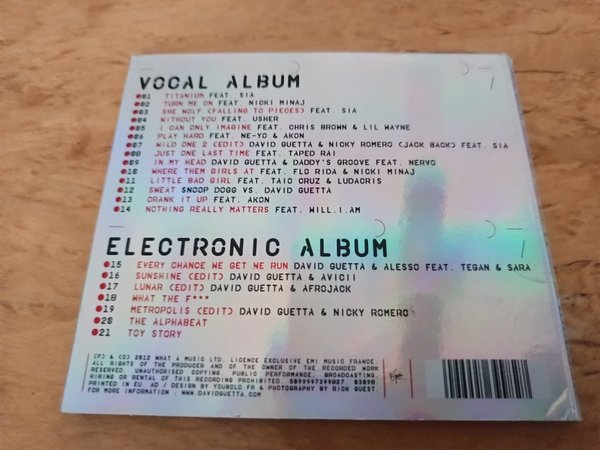 VOCAL ALBUM
01 TITANIUM FEAT. SIA
02 TURN ME ON FEAT. NICKI MINAJ
03 SHE WOLF (FALLING TO PIECES) FEAT. SIA
04 WITHOUT YOU FEAT. USHER
05 I CAN ONLY IMAGINE FEAT. CHRIS BROWN & LIL WAYNE
06 PLAY HARD FEAT. NE-YO & AKON
07 WILD ONE 2 (EDIT) DAVID GUETTA & NICKY ROMERO (JACK BACK) FEAT. SIA
08 JUST ONE LAST TIME FEAT. TAPED RAI
09 IN MY HEAD DAVID GUETTA & DADDY'S GROOVE FEAT. NERVO
10 WHERE THEM GIRLS AT FEAT. FLO RIDA & NICKI MINAJ
11 LITTLE BAD GIRL FEAT. TAIO CRUZ & LUDACRIS
12 SWEAT SNOOP DOGG VS. DAVID GUETTA
13 CRANK IT UP FEAT. AKON
14 NOTHING REALLY MATTERS FEAT. WILL.I.AM
ELECTRONIC ALBUM
15 EVERY CHANCE WE GET WE RUN DAVID GUETTA & ALESSO FEAT. TEGAN & SARA
16 SUNSHINE (EDIT) DAVID GUETTA & AVICII
17 LUNAR (EDIT) DAVID GUETTA & AFROJACK
18 WHAT THE F***
19 METROPOLIS (EDIT) DAVID GUETTA & NICKY ROMERO
20 THE ALPHABEAT
21 TOY STORY
(P) & (C) 2012 WHAT A MUSIC LTD. LICENCE EXCLUSIVE EMI MUSIC FRANCE.
ALL RIGHTS OF THE PRODUCER AND OF THE OWNER OF THE RECORDED WORK
RESERVED. UNAUTHORISED COPYING PUBLIC PERFORMANCE, BROADCASTING,
HIRING OR RENTAL OF THIS RECORDING PROHIBITED. 5099997399827
PRINTED IN EU. AD / DESIGN BY YOUSOLD.FR & PHOTOGRAPHY BY RICK GUEST
FOR MORE INFORMATION : WWW.DAVIDGUETTA.COM
Virgin